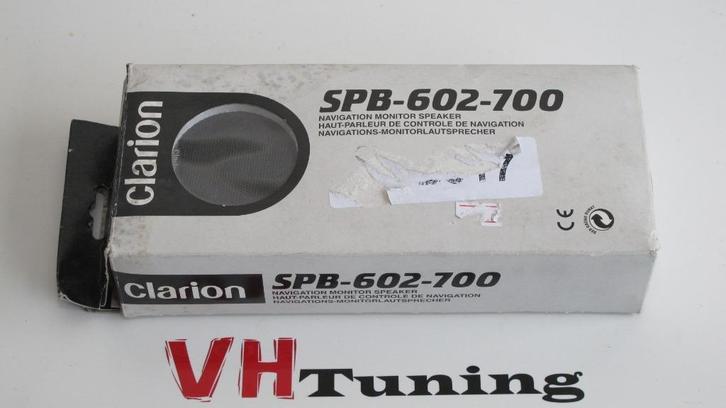 Clarion
SPB-602-700
NAVIGATION MONITOR SPEAKER
HAUT-PARLEUR DE CONTROLE DE NAVIGATION
NAVIGATIONS-MONITORLAUTSPRECHER
CE
Clarion
SPB-602-700
NAVIGATION MONITOR SPEAKER
HAUT-PARLEUR DE CONTROLE DE NAVIGATION
NAVIGATIONS-MONITORLAUTSPRECHER
VHTuning